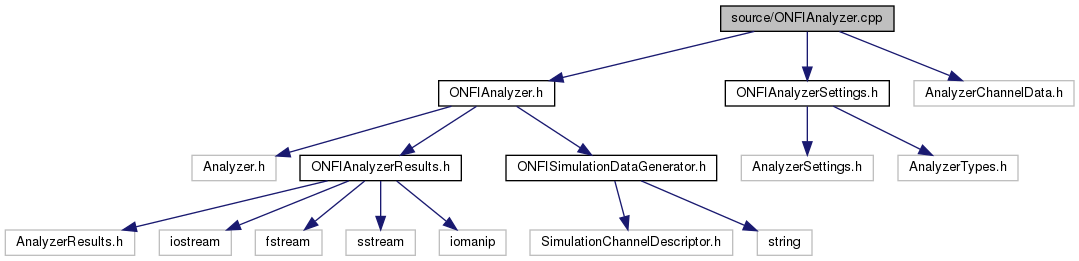 source/ONFIAnalyzer.cpp
ONFIAnalyzer.h
ONFIAnalyzerSettings.h
AnalyzerChannelData.h
Analyzer.h
ONFIAnalyzerResults.h
ONFISimulationDataGenerator.h
AnalyzerSettings.h
AnalyzerTypes.h
AnalyzerResults.h
iostream
fstream
sstream
iomanip
SimulationChannelDescriptor.h
string